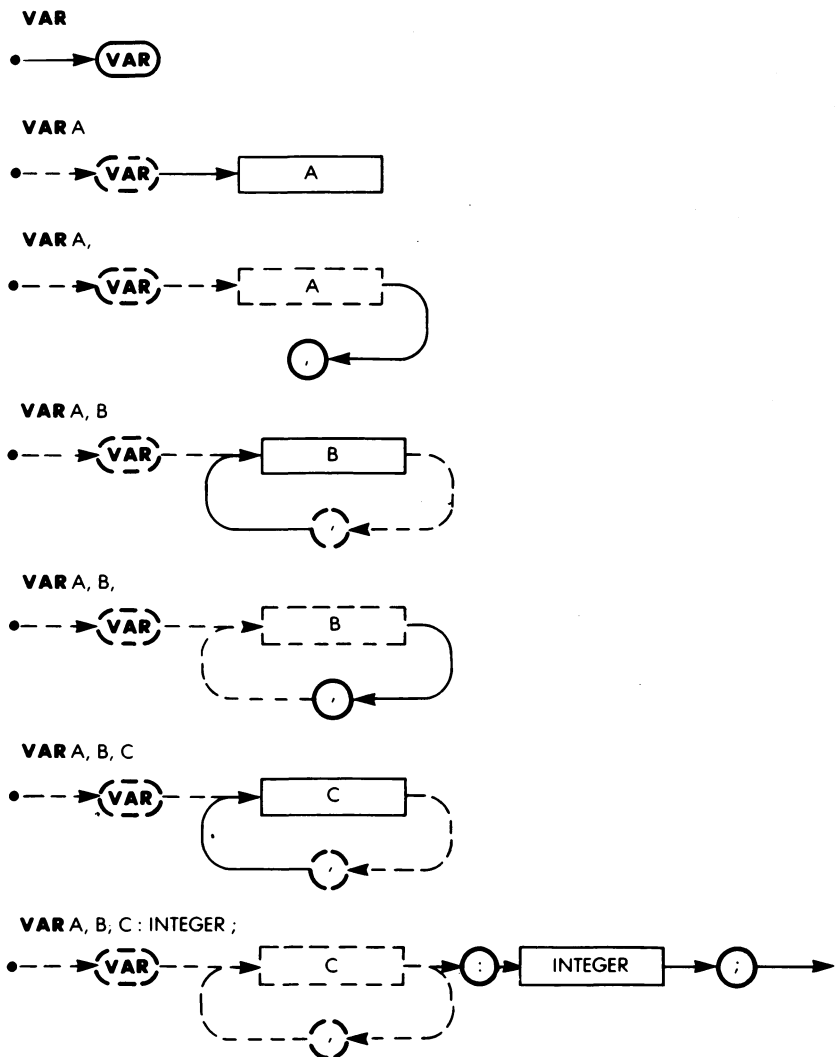 VAR
VAR
VAR A
VAR A
VAR A,
VAR A
,
VAR A, B
VAR B
,
VAR A, B,
VAR B
,
VAR A, B, C
VAR C
,
VAR A, B, C : INTEGER ;
VAR C : INTEGER ;
,